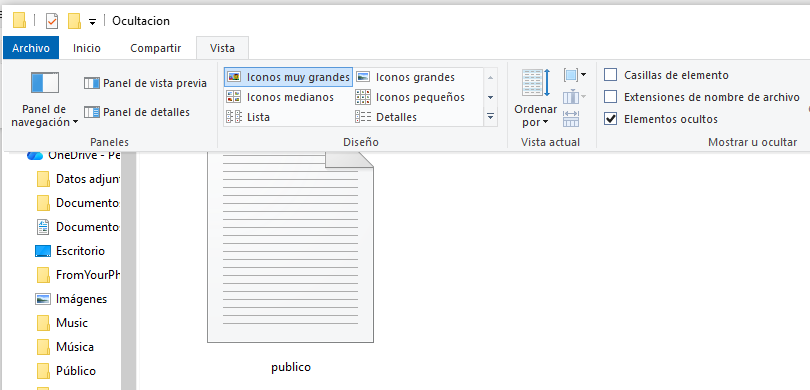 Ocultacion
Archivo Inicio Compartir Vista
Panel de navegación
Panel de vista previa
Panel de detalles
Paneles
Iconos muy grandes Iconos grandes
Iconos medianos Iconos pequeños
Lista Detalles
Diseño
Ordenar por
Vista actual
Casillas de elemento
Extensiones de nombre de archivo
Elementos ocultos
Mostrar u ocultar
OneDrive - Pe
Datos adjun
Documentos
Documentos
Escritorio
FromYourPh
Imágenes
Music
Música
Público
publico